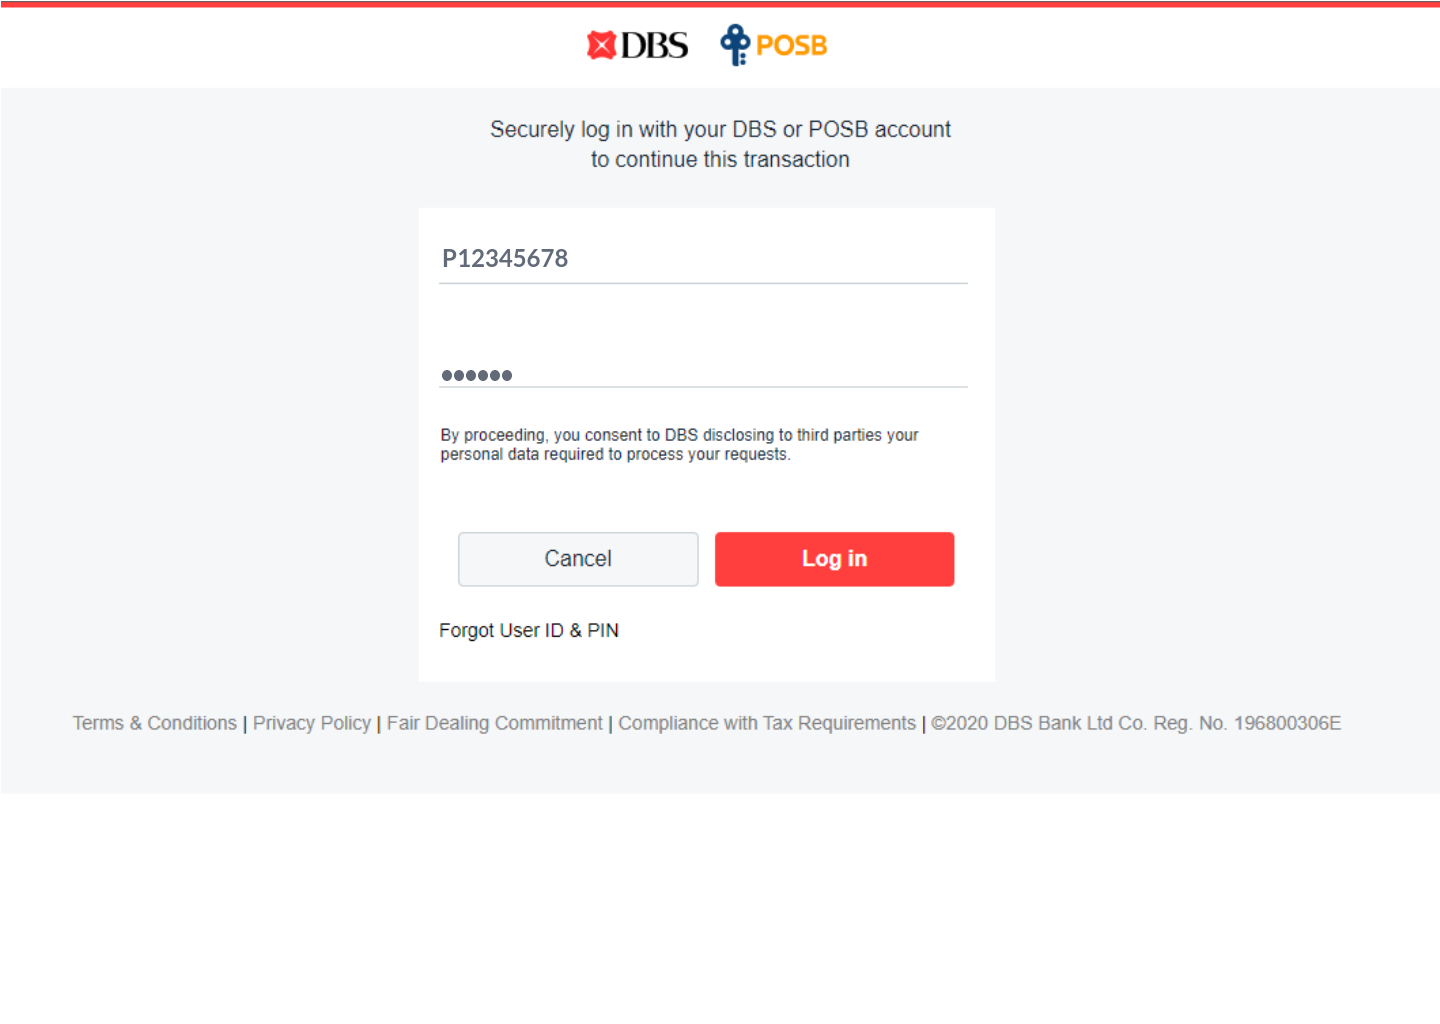 DBS POSB
Securely log in with your DBS or POSB account
to continue this transaction
P12345678
••••••
By proceeding, you consent to DBS disclosing to third parties your
personal data required to process your requests.
Cancel Log in
Forgot User ID & PIN
Terms & Conditions | Privacy Policy | Fair Dealing Commitment | Compliance with Tax Requirements | ©2020 DBS Bank Ltd Co. Reg. No. 196800306E